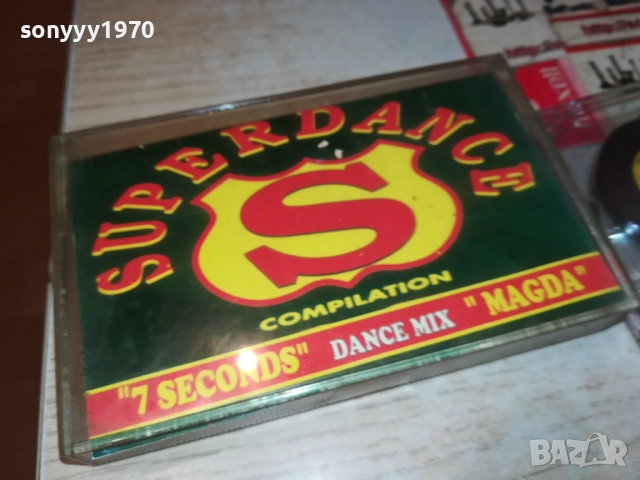 sonyyy1970
SUPERDANCE
S
COMPILATION
"7 SECONDS" DANCE MIX "MAGDA"
BAZAR